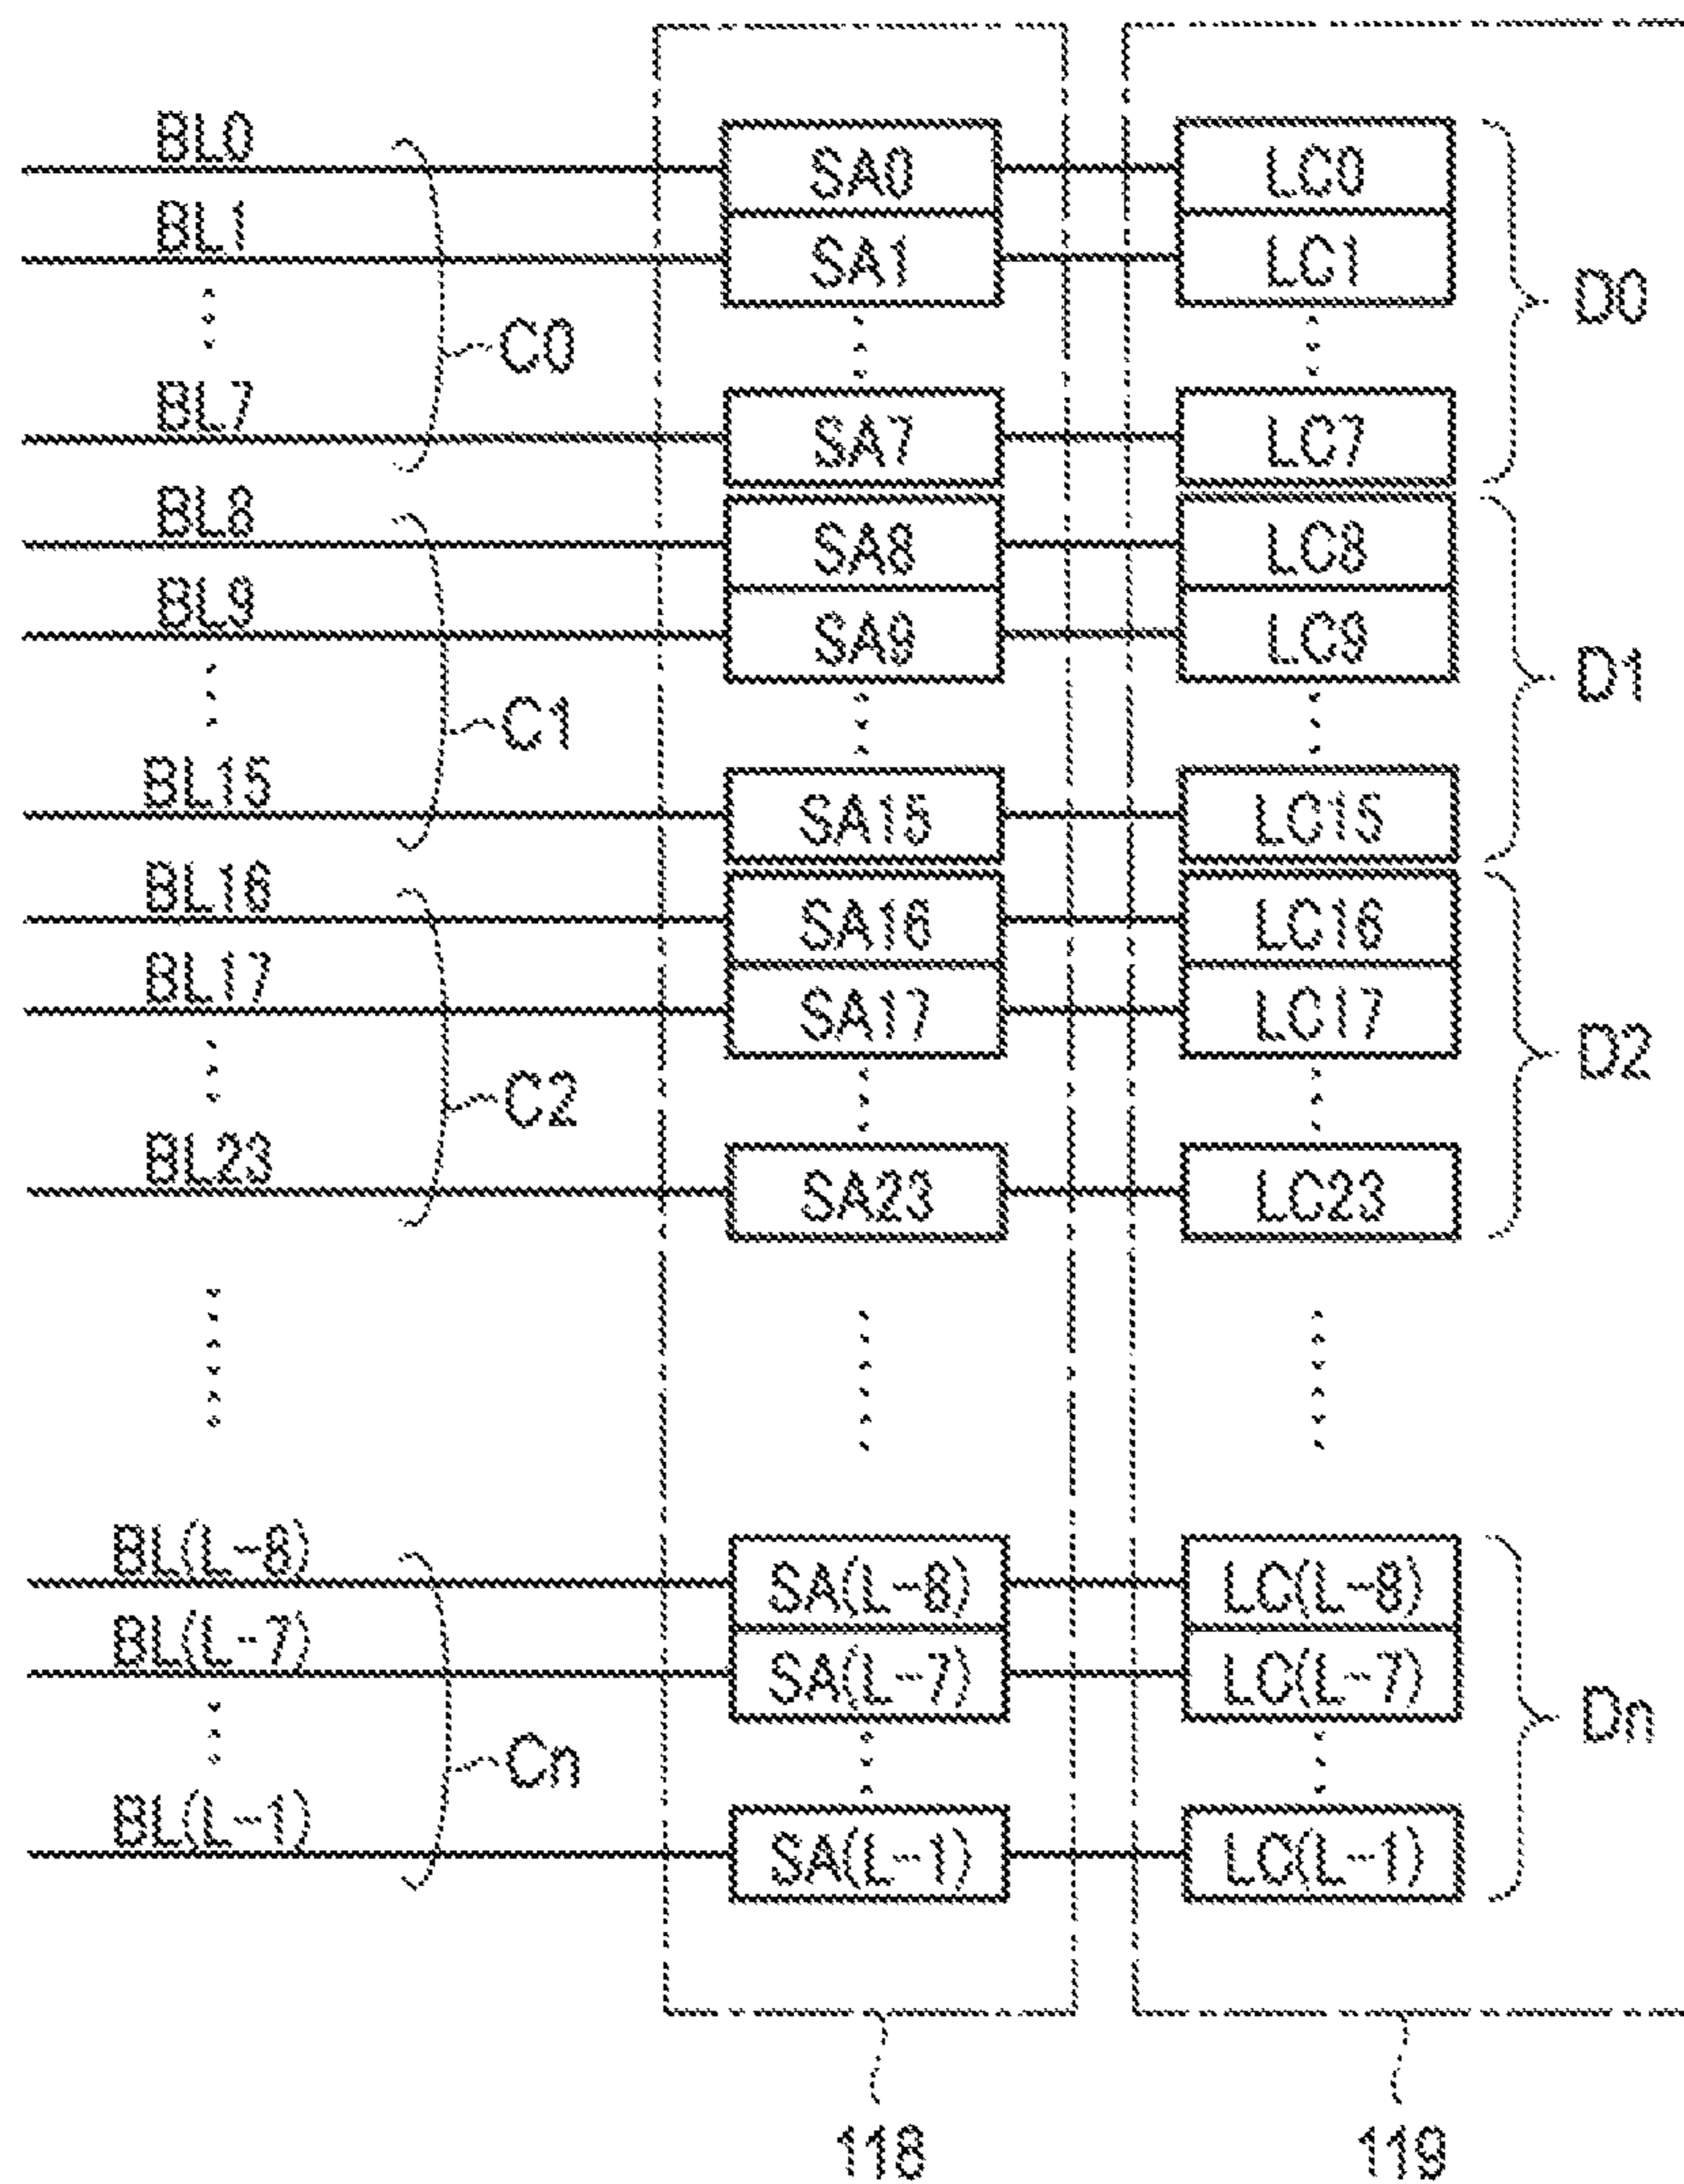 BL0 SA0 LC0
BL1 SA1 LC1
C0 D0
BL7 SA7 LC7
BL8 SA8 LC8
BL9 SA9 LC9
C1 D1
BL15 SA15 LC15
BL16 SA16 LC16
BL17 SA17 LC17
C2 D2
BL23 SA23 LC23
BL(L-8) SA(L-8) LC(L-8)
BL(L-7) SA(L-7) LC(L-7)
Cn Dn
BL(L-1) SA(L-1) LC(L-1)
118 119